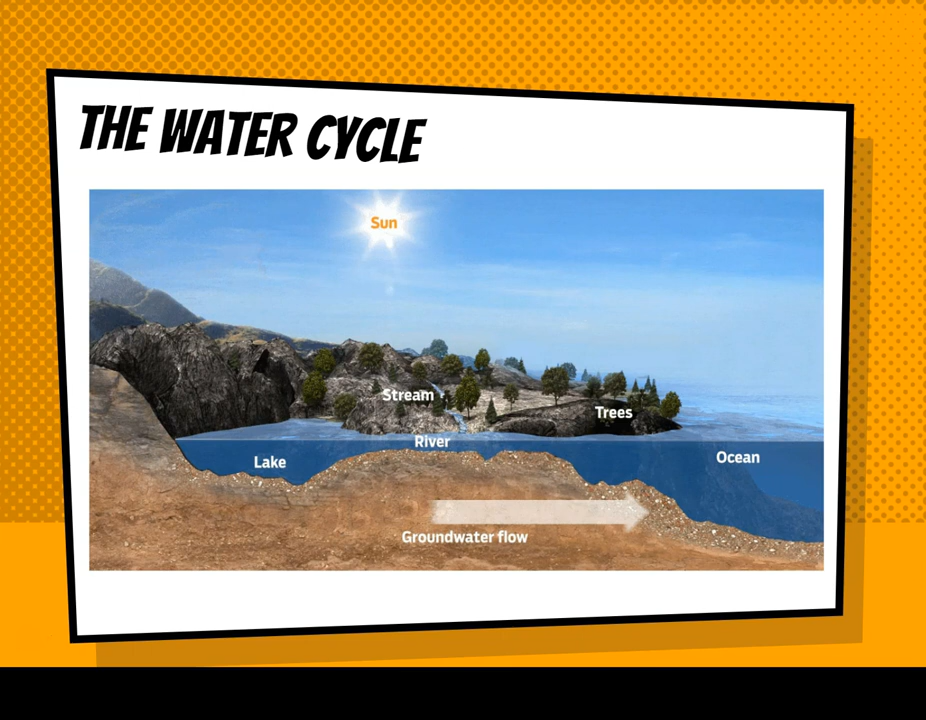 THE WATER CYCLE
Sun
Stream
Trees
River
Lake
Ocean
Groundwater flow